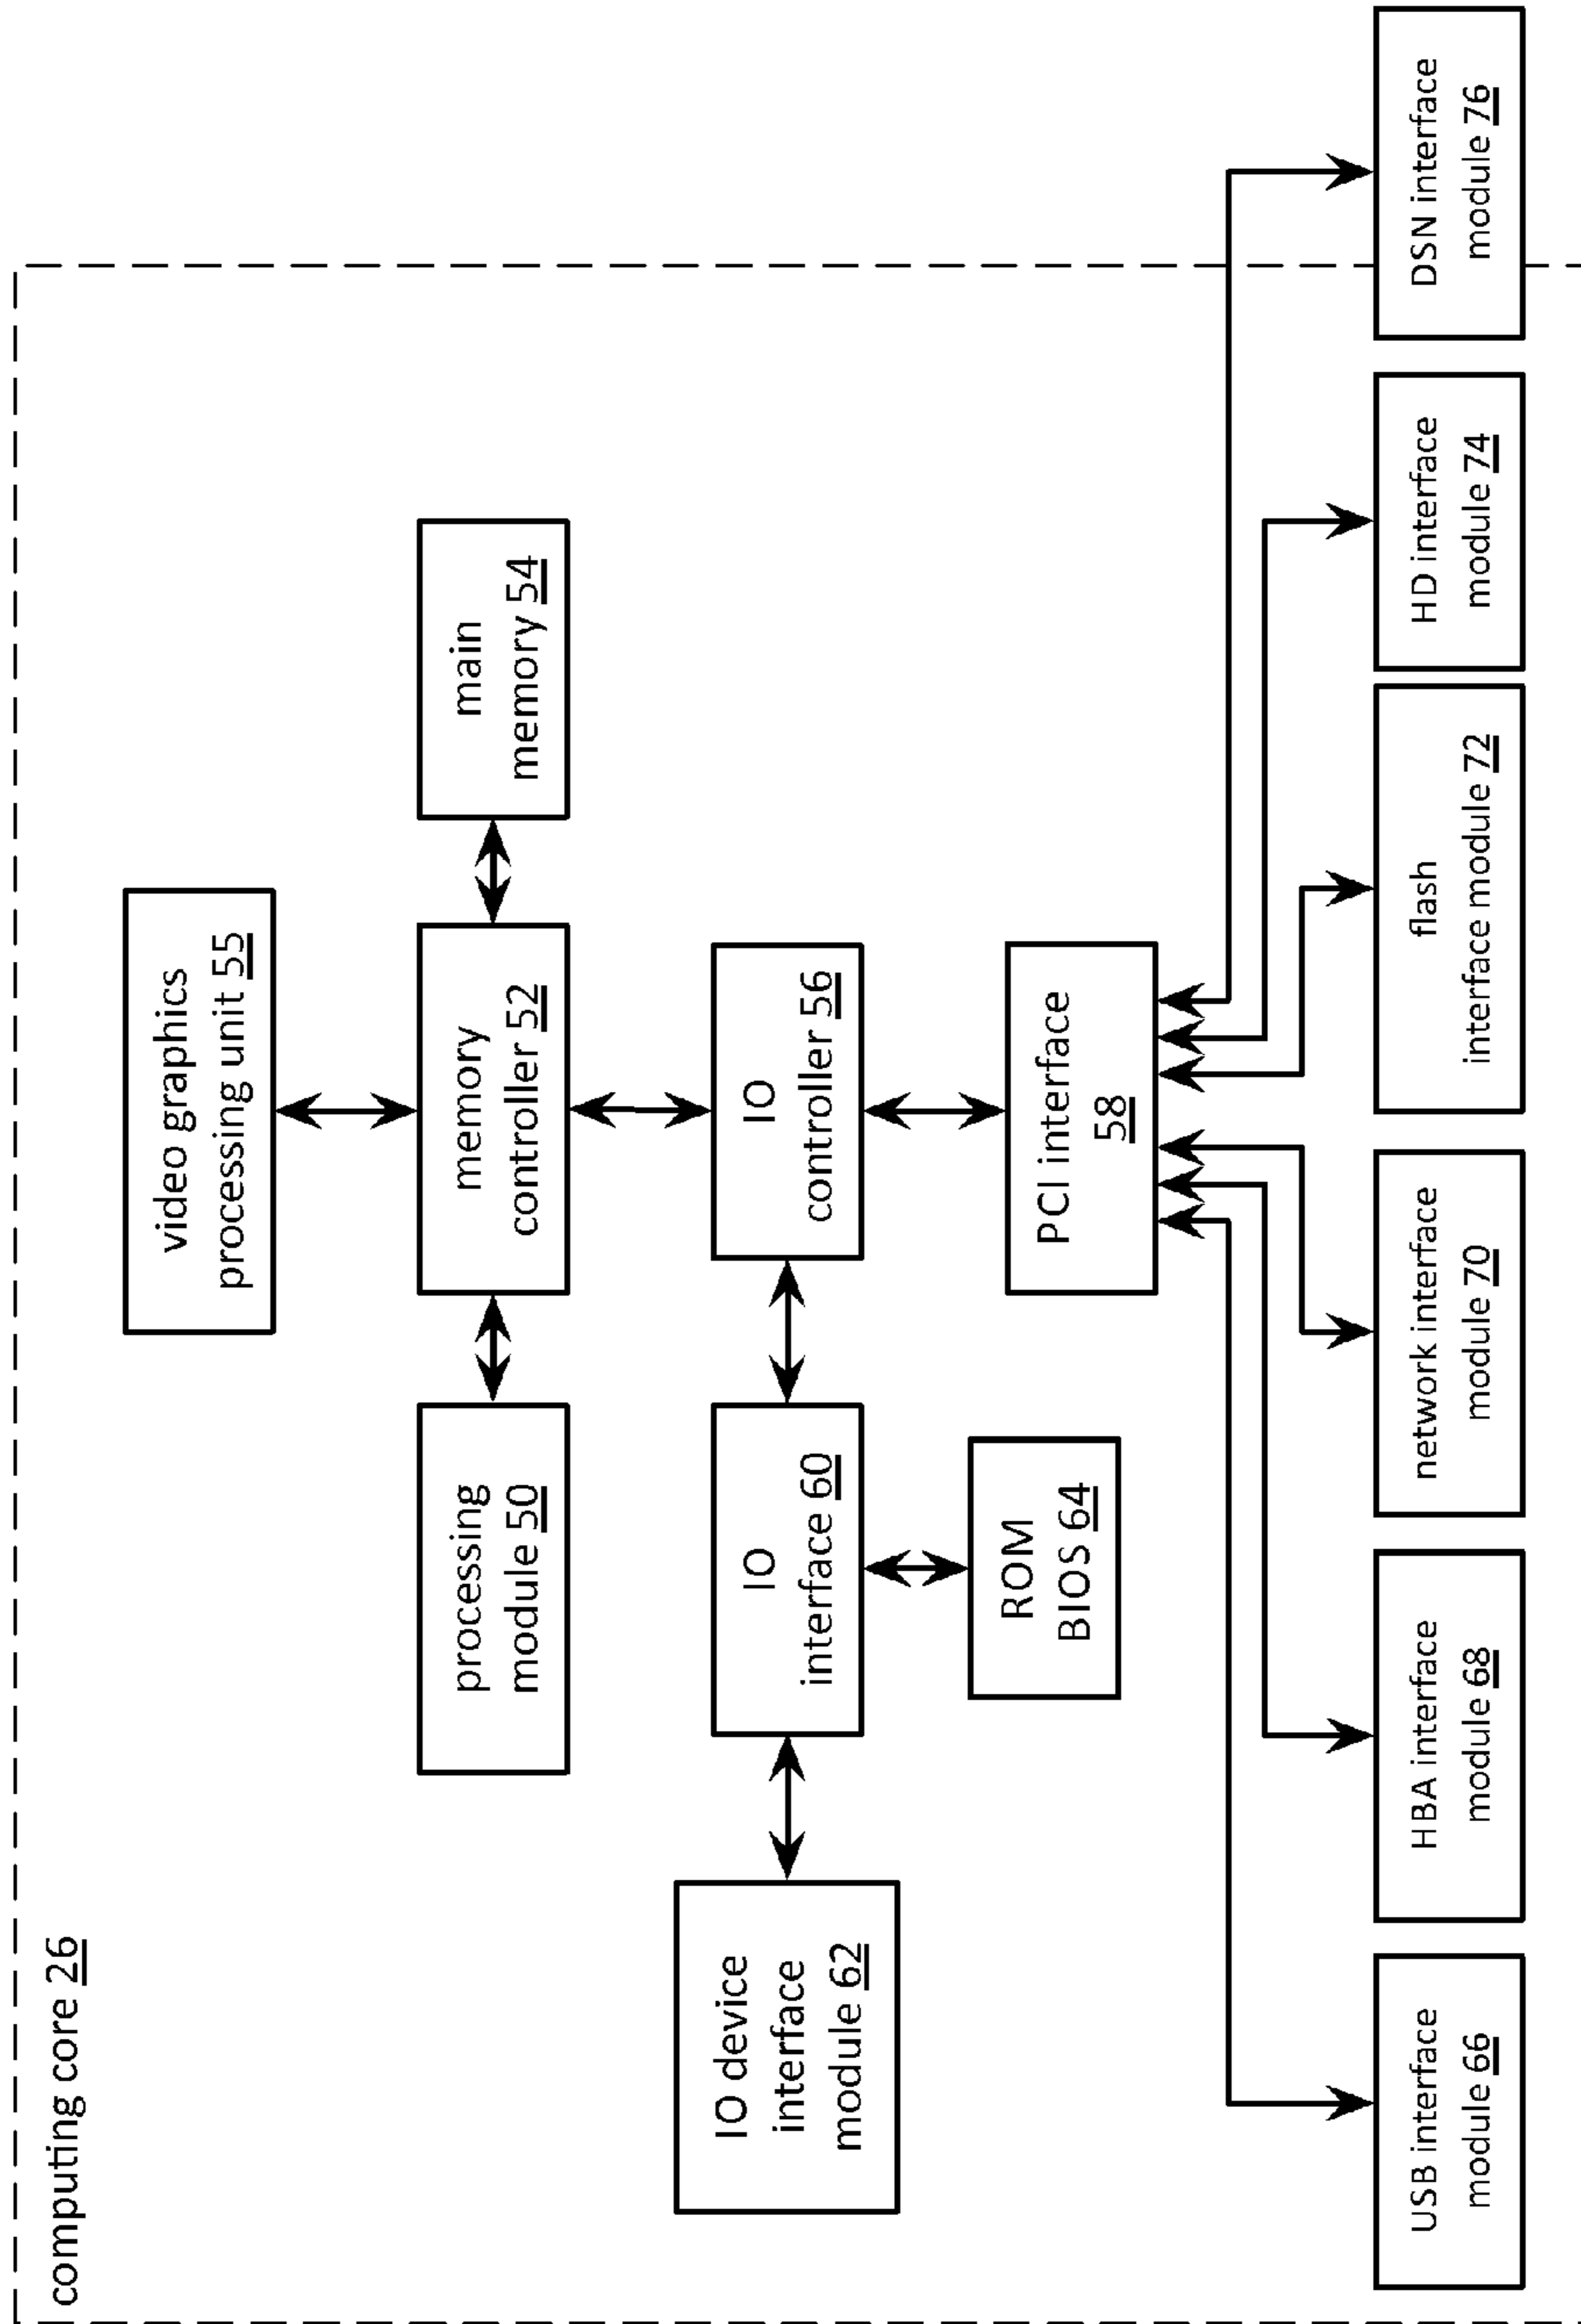 computing core 26
video graphics
processing unit 55
processing
module 50
memory
controller 52
main
memory 54
IO device
interface
module 62
IO
interface 60
IO
controller 56
ROM
BIOS 64
PCI interface
58
USB interface
module 66
HBA interface
module 68
network interface
module 70
flash
interface module 72
HD interface
module 74
DSN interface
module 76